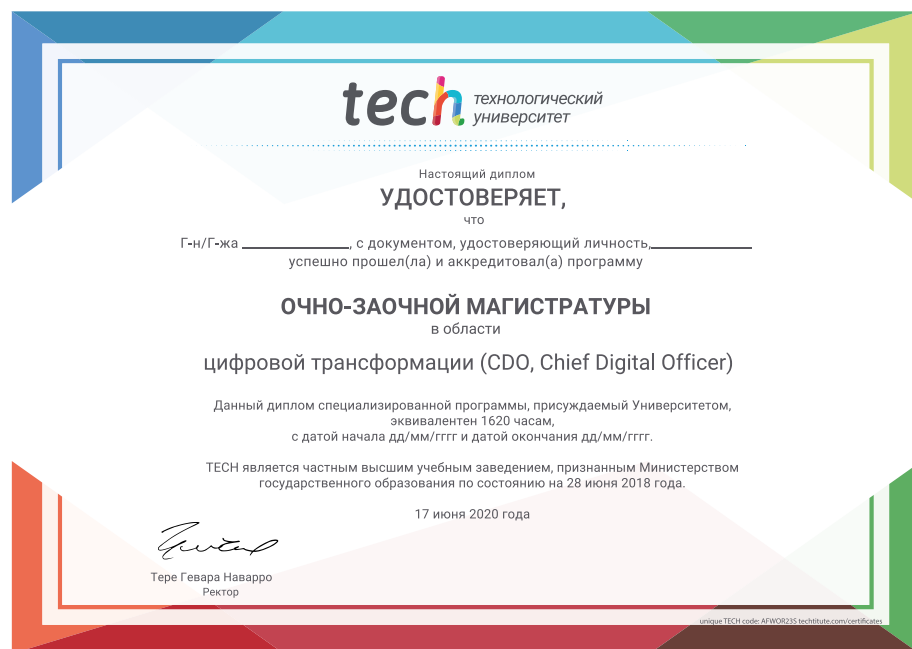 tech технологический
университет
Настоящий диплом
УДОСТОВЕРЯЕТ,
что
Г-н/Г-жа ______________, с документом, удостоверяющий личность,______________
успешно прошел(ла) и аккредитовал(а) программу
ОЧНО-ЗАОЧНОЙ МАГИСТРАТУРЫ
в области
цифровой трансформации (CDO, Chief Digital Officer)
Данный диплом специализированной программы, присуждаемый Университетом,
эквивалентен 1620 часам,
с датой начала дд/мм/гггг и датой окончания дд/мм/гггг.
TECH является частным высшим учебным заведением, признанным Министерством
государственного образования по состоянию на 28 июня 2018 года.
17 июня 2020 года
Тере Гевара Наварро
Ректор
unique TECH code: AFWOR23S techtitute.com/certificates